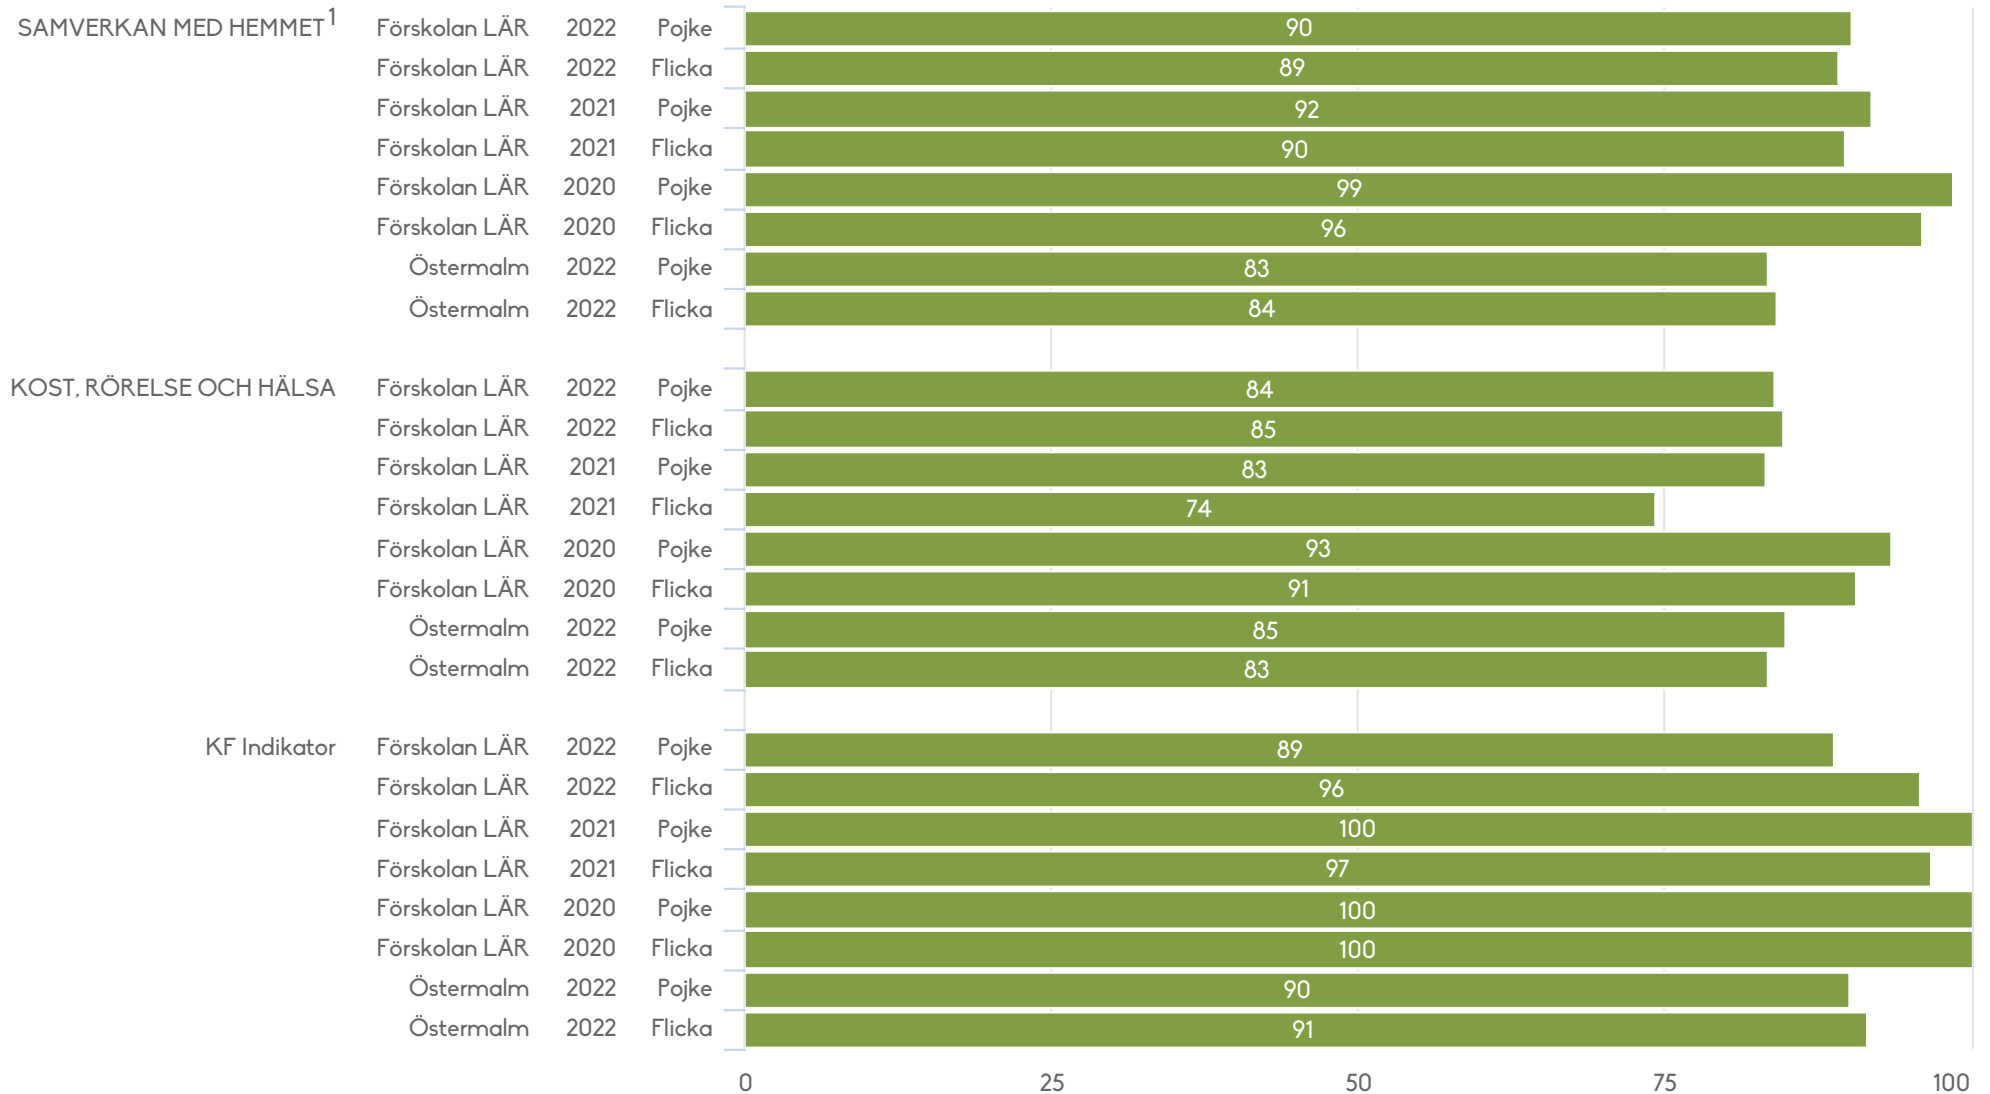 SAMVERKAN MED HEMMET1 Förskolan LÄR 2022 Pojke 90
Förskolan LÄR 2022 Flicka 89
Förskolan LÄR 2021 Pojke 92
Förskolan LÄR 2021 Flicka 90
Förskolan LÄR 2020 Pojke 99
Förskolan LÄR 2020 Flicka 96
Östermalm 2022 Pojke 83
Östermalm 2022 Flicka 84
KOST, RÖRELSE OCH HÄLSA Förskolan LÄR 2022 Pojke 84
Förskolan LÄR 2022 Flicka 85
Förskolan LÄR 2021 Pojke 83
Förskolan LÄR 2021 Flicka 74
Förskolan LÄR 2020 Pojke 93
Förskolan LÄR 2020 Flicka 91
Östermalm 2022 Pojke 85
Östermalm 2022 Flicka 83
KF Indikator Förskolan LÄR 2022 Pojke 89
Förskolan LÄR 2022 Flicka 96
Förskolan LÄR 2021 Pojke 100
Förskolan LÄR 2021 Flicka 97
Förskolan LÄR 2020 Pojke 100
Förskolan LÄR 2020 Flicka 100
Östermalm 2022 Pojke 90
Östermalm 2022 Flicka 91
0 25 50 75 100